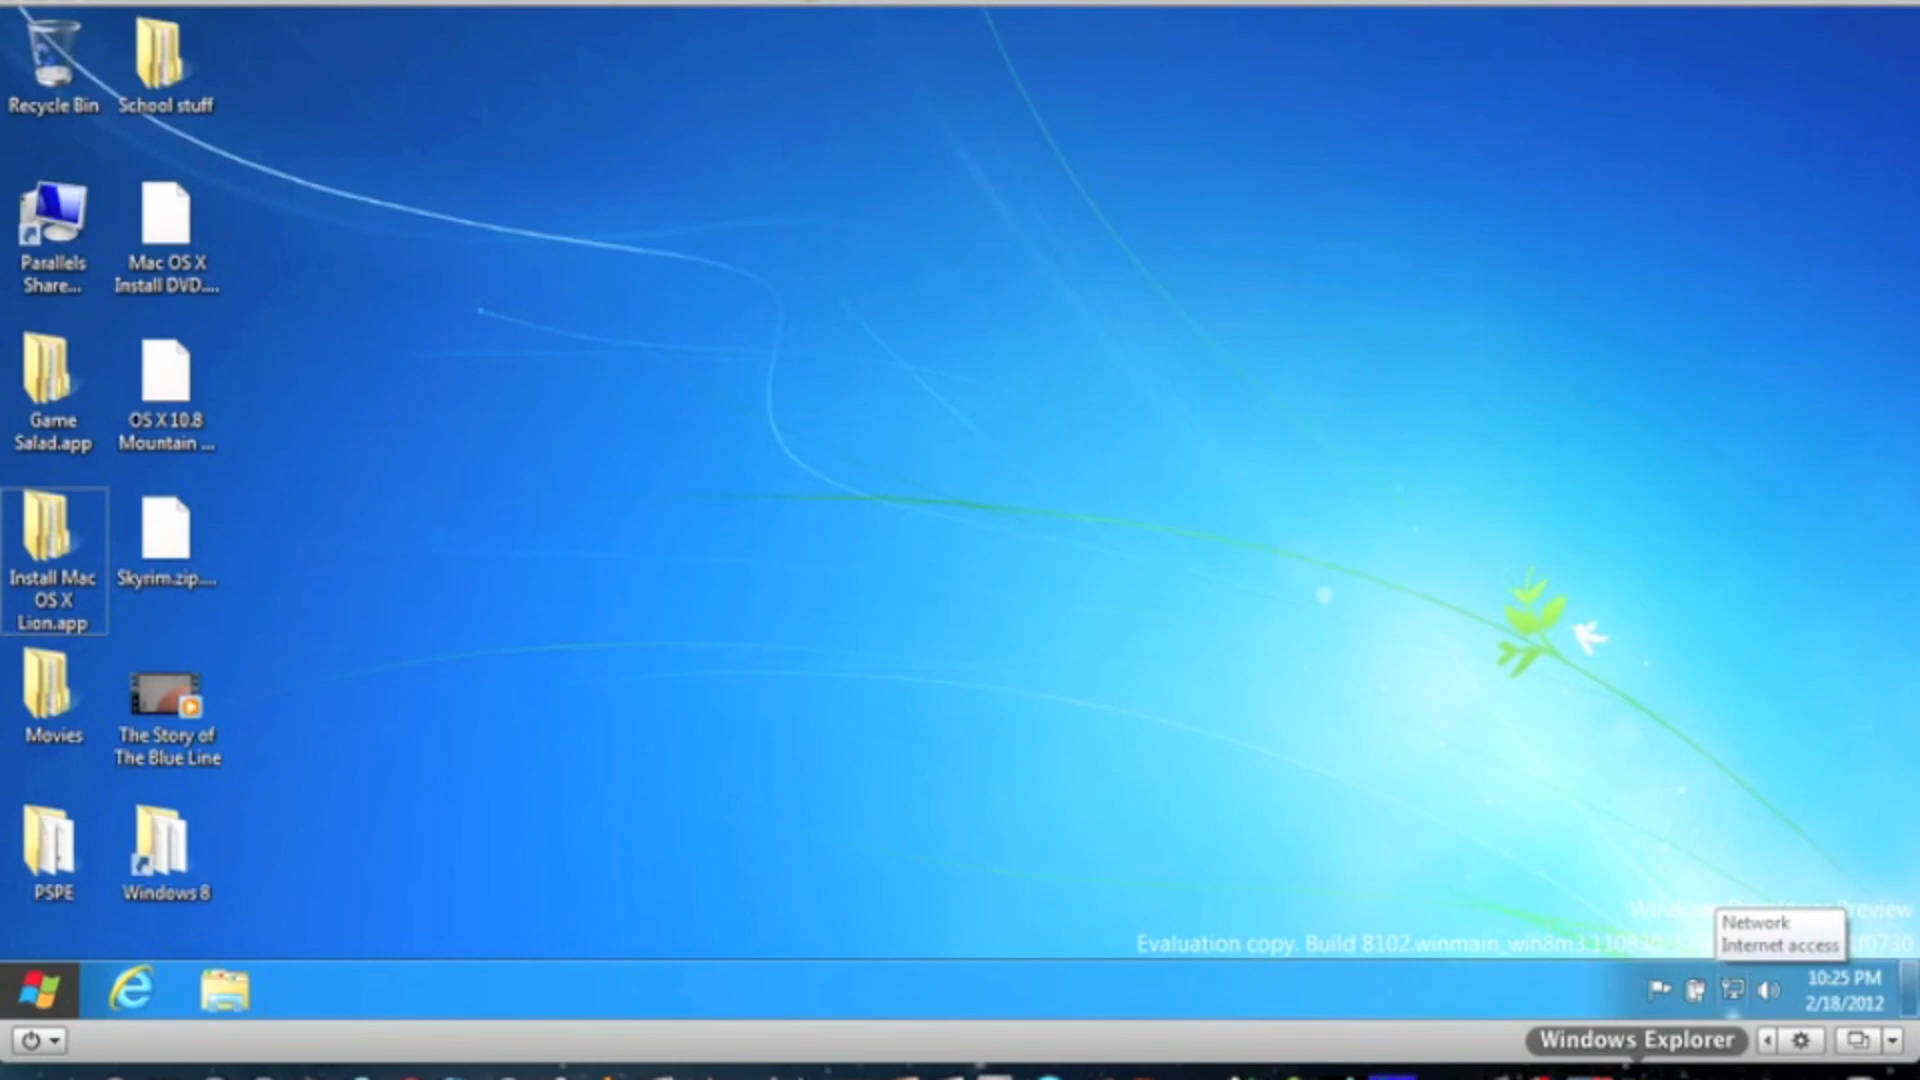 Recycle Bin
School stuff
Parallels
Share...
Mac OS X
Install DVD....
Game
Salad.app
OS X 10.8
Mountain ...
Install Mac
OS X
Lion.app
Skyrim.zip....
Movies
The Story of
The Blue Line
PSPE
Windows 8
Preview
Evaluation copy. Build 8102.winmain_win8m3.110830
Network
Internet access
10:25 PM
2/18/2012
Windows Explorer